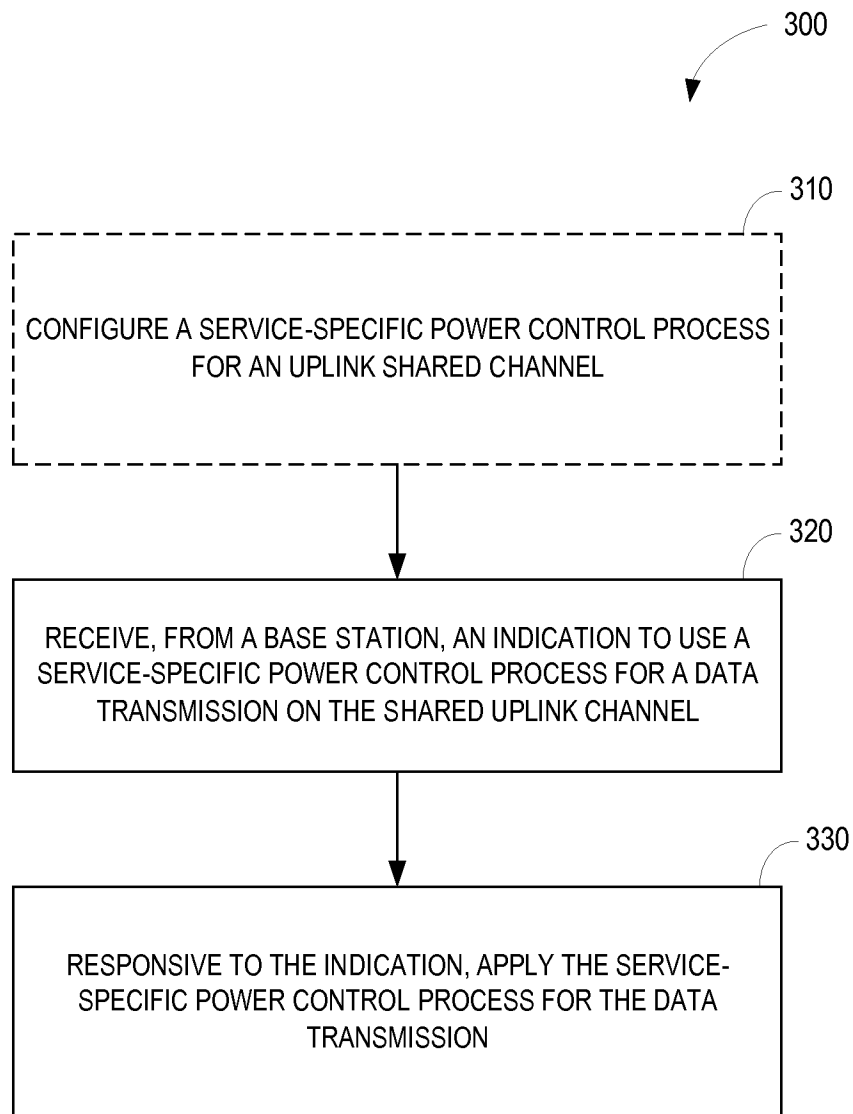 300
310
CONFIGURE A SERVICE-SPECIFIC POWER CONTROL PROCESS
FOR AN UPLINK SHARED CHANNEL
320
RECEIVE, FROM A BASE STATION, AN INDICATION TO USE A
SERVICE-SPECIFIC POWER CONTROL PROCESS FOR A DATA
TRANSMISSION ON THE SHARED UPLINK CHANNEL
330
RESPONSIVE TO THE INDICATION, APPLY THE SERVICE-
SPECIFIC POWER CONTROL PROCESS FOR THE DATA
TRANSMISSION